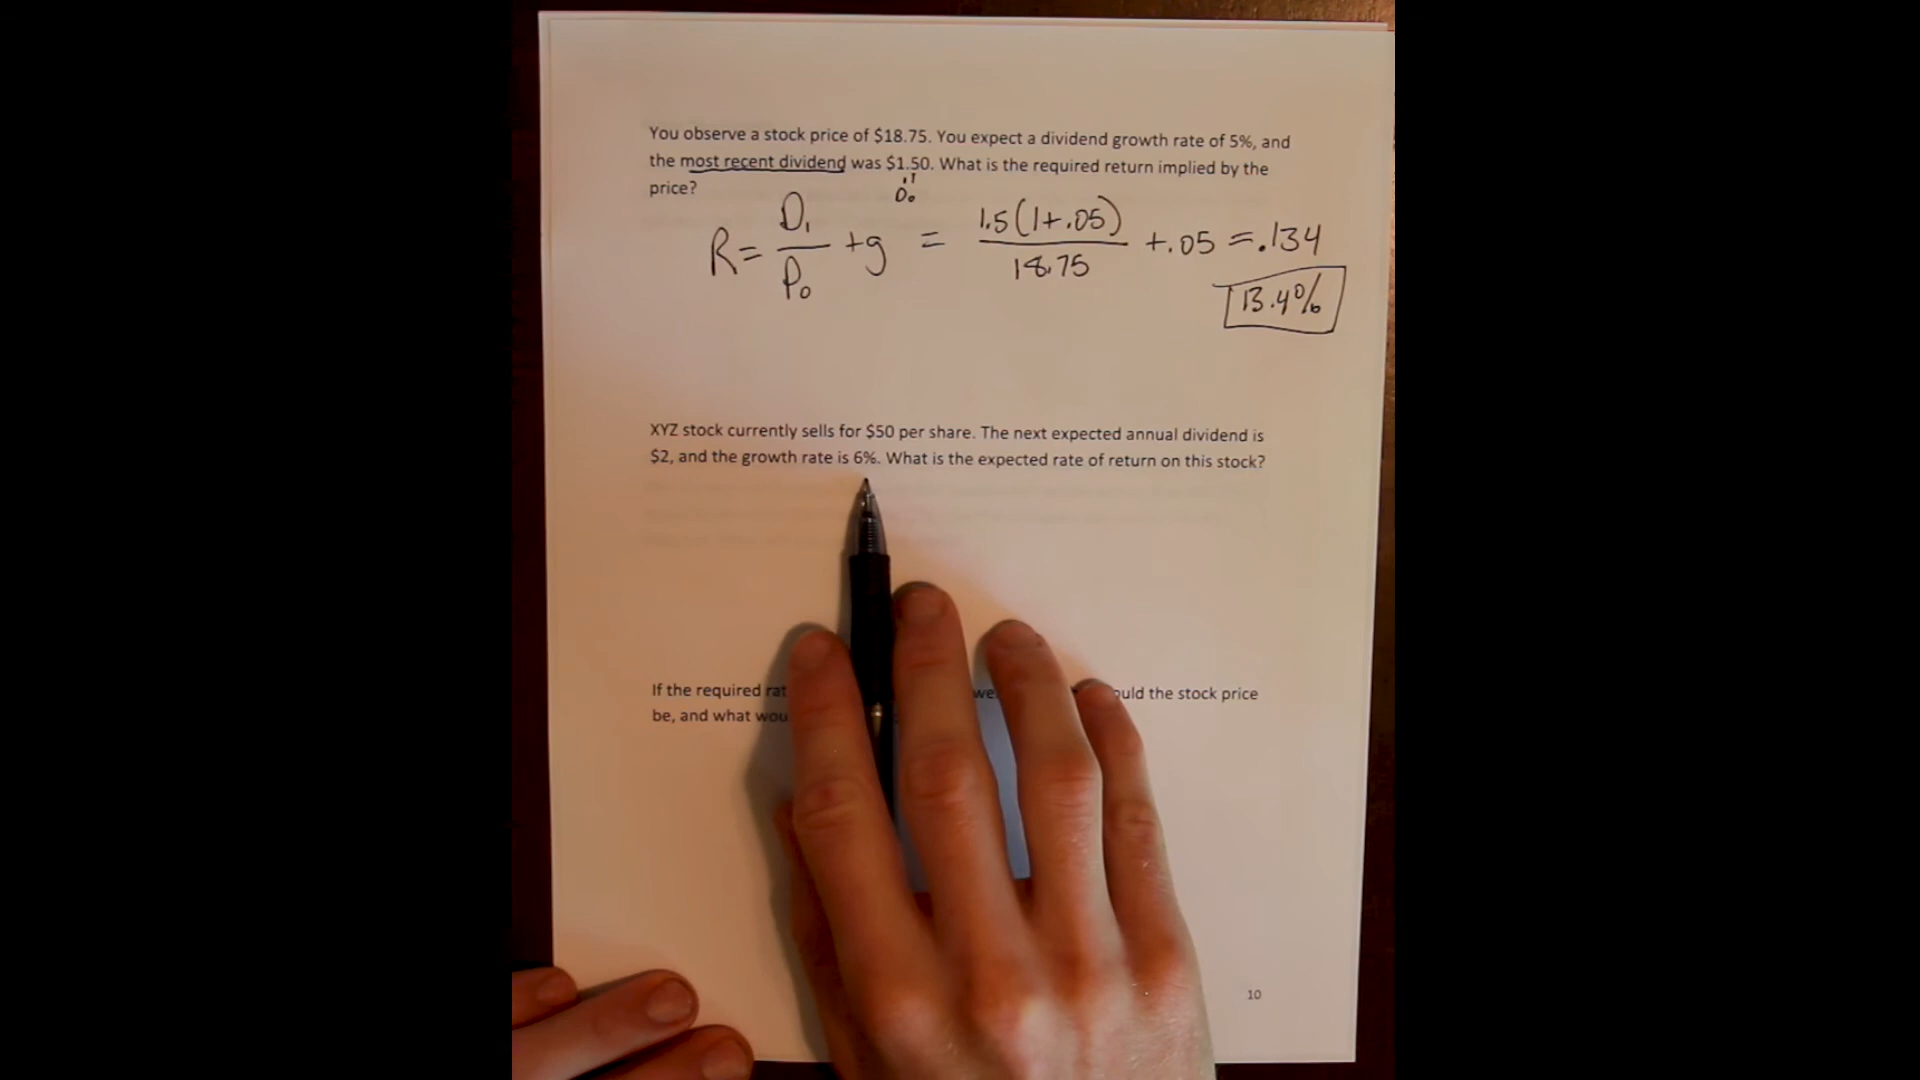 You observe a stock price of $18.75. You expect a dividend growth rate of 5%, and
the most recent dividend was $1.50. What is the required return implied by the
price?
D₀
R = D₁/P₀ + g = 1.5(1+.05)/18.75 + .05 = .134
13.4%
XYZ stock currently sells for $50 per share. The next expected annual dividend is
$2, and the growth rate is 6%. What is the expected rate of return on this stock?
If the required the stock price
be, and what
10